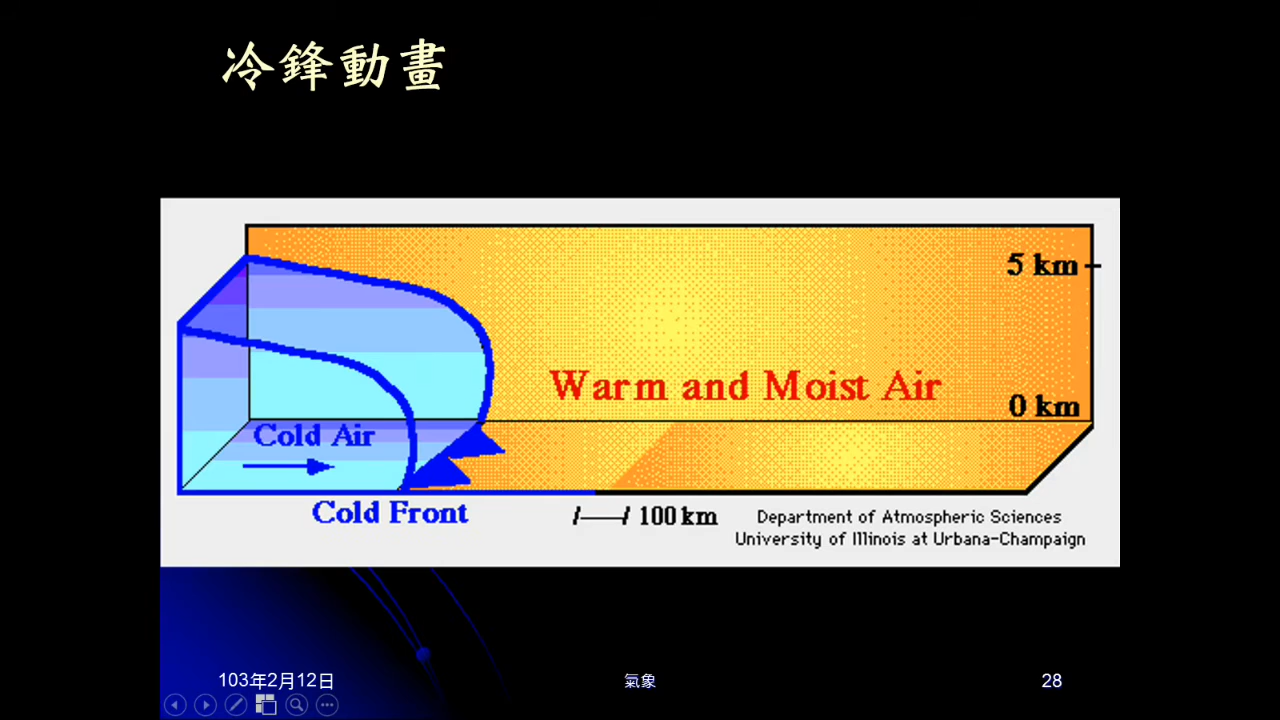 冷鋒動畫
5 km
Warm and Moist Air
0 km
Cold Air
Cold Front
100 km
Department of Atmospheric Sciences
University of Illinois at Urbana-Champaign
103年2月12日
氣象
28